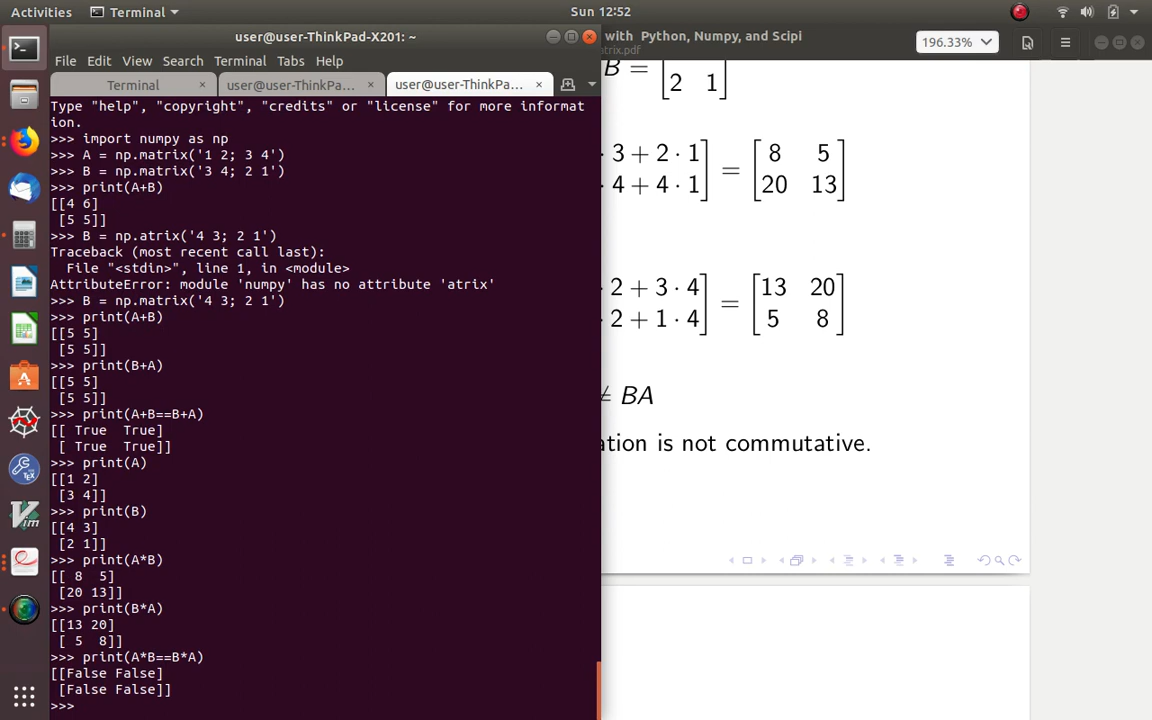 Activities
Terminal
Sun 12:52
user@user-ThinkPad-X201: ~
with Python, Numpy, and Scipi
trix.pdf
196.33%
File Edit View Search Terminal Tabs Help
Terminal
user@user-ThinkPa...
user@user-ThinkPad...
Type "help", "copyright", "credits" or "license" for more informat
ion.
>>> import numpy as np
>>> A = np.matrix('1 2; 3 4')
>>> B = np.matrix('3 4; 2 1')
>>> print(A+B)
[[4 6]
 [5 5]]
>>> B = np.atrix('4 3; 2 1')
Traceback (most recent call last):
  File "<stdin>", line 1, in <module>
AttributeError: module 'numpy' has no attribute 'atrix'
>>> B = np.matrix('4 3; 2 1')
>>> print(A+B)
[[5 5]
 [5 5]]
>>> print(B+A)
[[5 5]
 [5 5]]
>>> print(A+B==B+A)
[[ True  True]
 [ True  True]]
>>> print(A)
[[1 2]
 [3 4]]
>>> print(B)
[[4 3]
 [2 1]]
>>> print(A*B)
[[ 8  5]
 [20 13]]
>>> print(B*A)
[[13 20]
 [ 5  8]]
>>> print(A*B==B*A)
[[False False]
 [False False]]
>>>
B =
2 1
· 3 + 2 · 1] = [8 5
· 4 + 4 · 1] 20 13]
· 2 + 3 · 4] = [13 20
· 2 + 1 · 4] 5 8]
≠ BA
ation is not commutative.